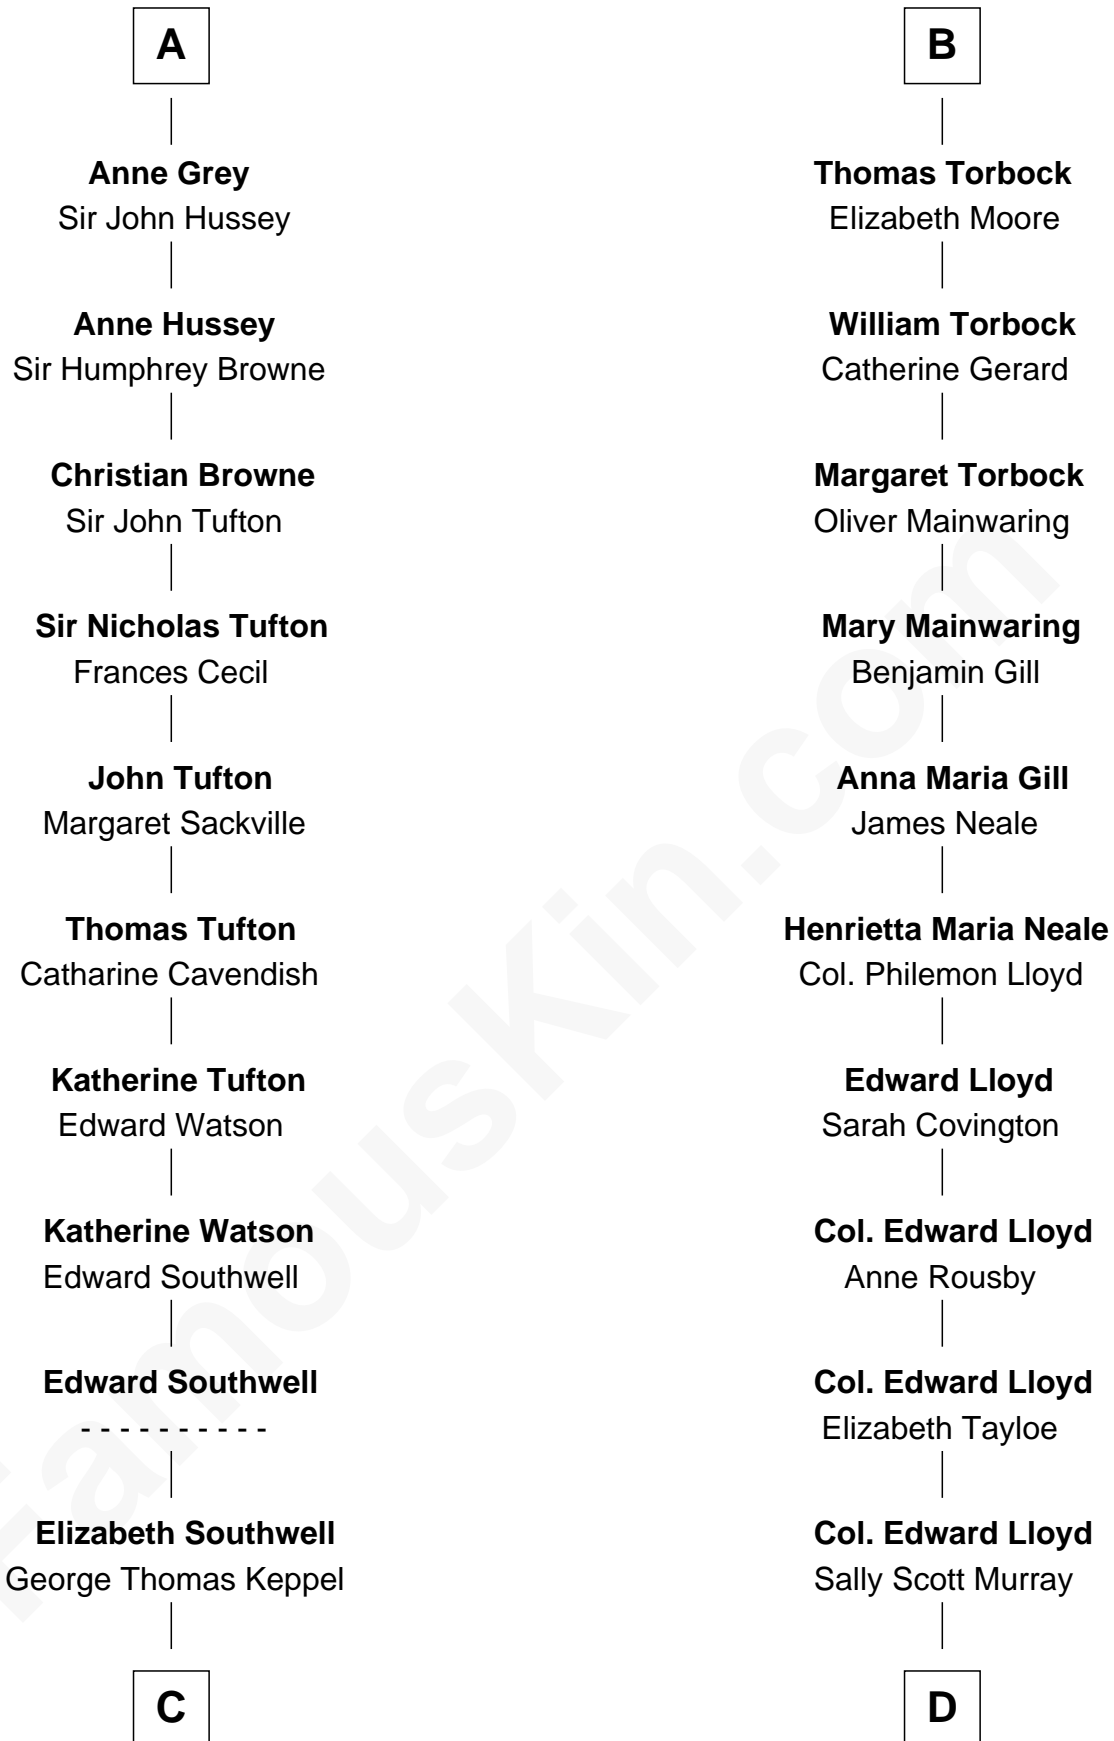 A
Anne Grey
Sir John Hussey
Anne Hussey
Sir Humphrey Browne
Christian Browne
Sir John Tufton
Sir Nicholas Tufton
Frances Cecil
John Tufton
Margaret Sackville
Thomas Tufton
Catharine Cavendish
Katherine Tufton
Edward Watson
Katherine Watson
Edward Southwell
Edward Southwell
- - - - - - - - - -
Elizabeth Southwell
George Thomas Keppel
C
B
Thomas Torbock
Elizabeth Moore
William Torbock
Catherine Gerard
Margaret Torbock
Oliver Mainwaring
Mary Mainwaring
Benjamin Gill
Anna Maria Gill
James Neale
Henrietta Maria Neale
Col. Philemon Lloyd
Edward Lloyd
Sarah Covington
Col. Edward Lloyd
Anne Rousby
Col. Edward Lloyd
Elizabeth Tayloe
Col. Edward Lloyd
Sally Scott Murray
D
FamousKin.com